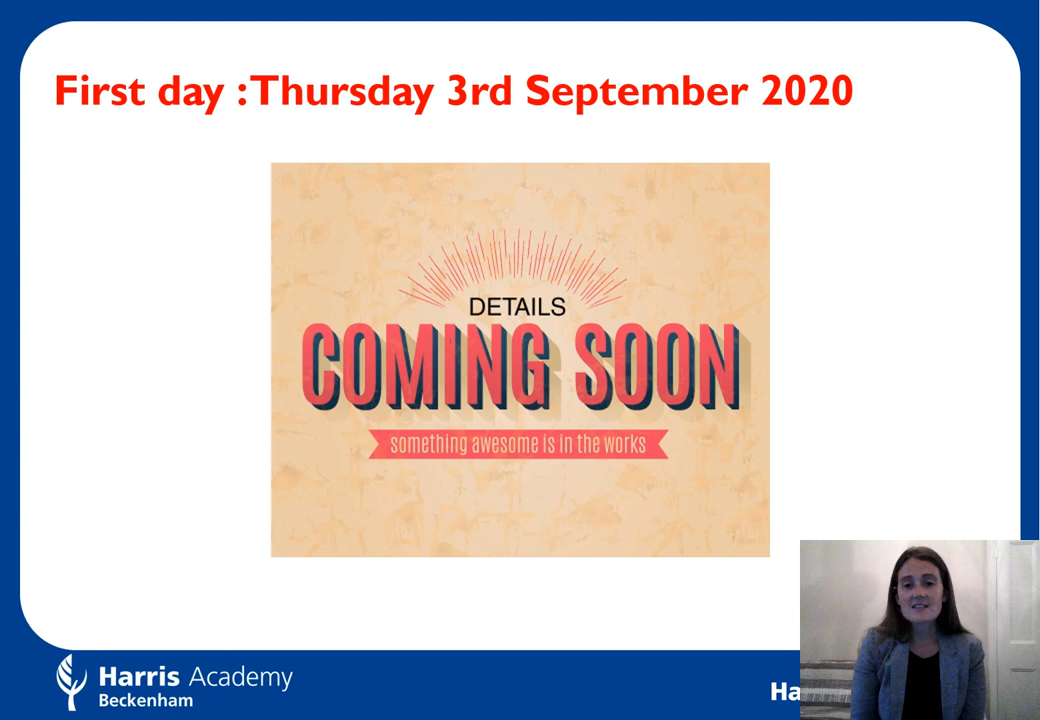 First day : Thursday 3rd September 2020
DETAILS
COMING SOON
something awesome is in the works
Harris Academy
Beckenham